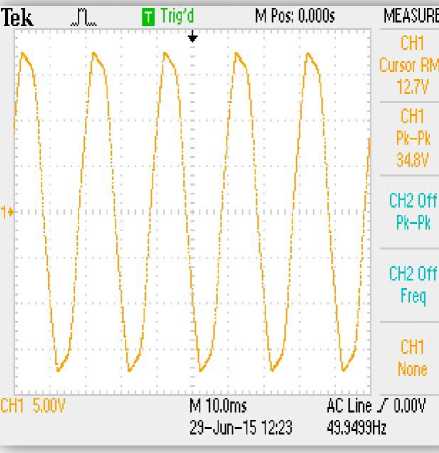 Tek Trig'd M Pos: 0.000s MEASURE
CH1
Cursor RM
12.7V
CH1
Pk-Pk
34.8V
1
CH2 Off
Pk-Pk
CH2 Off
Freq
CH1
None
CH1 5.00V M 10.0ms AC Line 0.00V
29-Jun-15 12:23 49.9499Hz